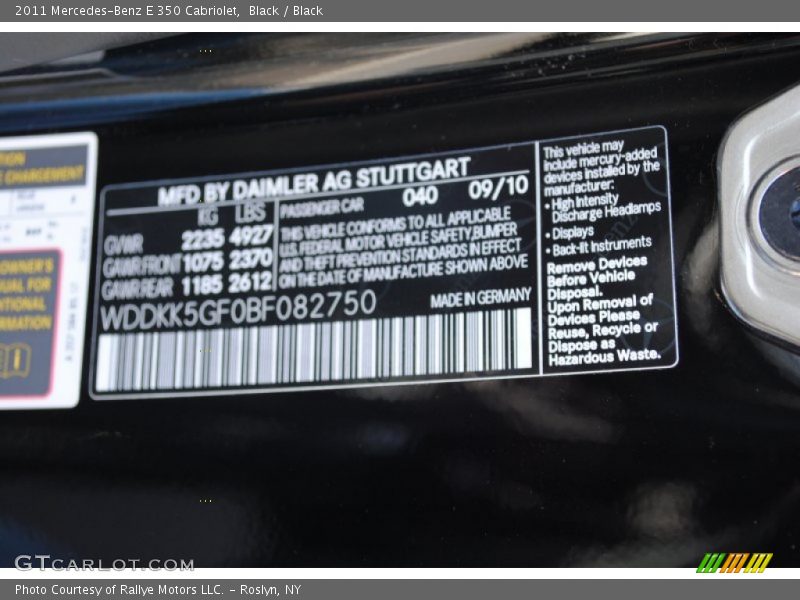 2011 Mercedes-Benz E 350 Cabriolet, Black / Black
MFD BY DAIMLER AG STUTTGART
KG LBS
GVWR 2235 4927
GAWR FRONT 1075 2370
GAWR REAR 1185 2612
PASSENGER CAR 040 09/10
THIS VEHICLE CONFORMS TO ALL APPLICABLE
U.S. FEDERAL MOTOR VEHICLE SAFETY, BUMPER
AND THEFT PREVENTION STANDARDS IN EFFECT
ON THE DATE OF MANUFACTURE SHOWN ABOVE
WDDKK5GF0BF082750
MADE IN GERMANY
This vehicle may
include mercury-added
devices installed by the
manufacturer:
• High Intensity
Discharge Headlamps
• Displays
• Back-lit Instruments
Remove Devices
Before Vehicle
Disposal.
Upon Removal of
Devices Please
Reuse, Recycle or
Dispose as
Hazardous Waste.
OWNER'S
GTCARLOT.COM
Photo Courtesy of Rallye Motors LLC. – Roslyn, NY